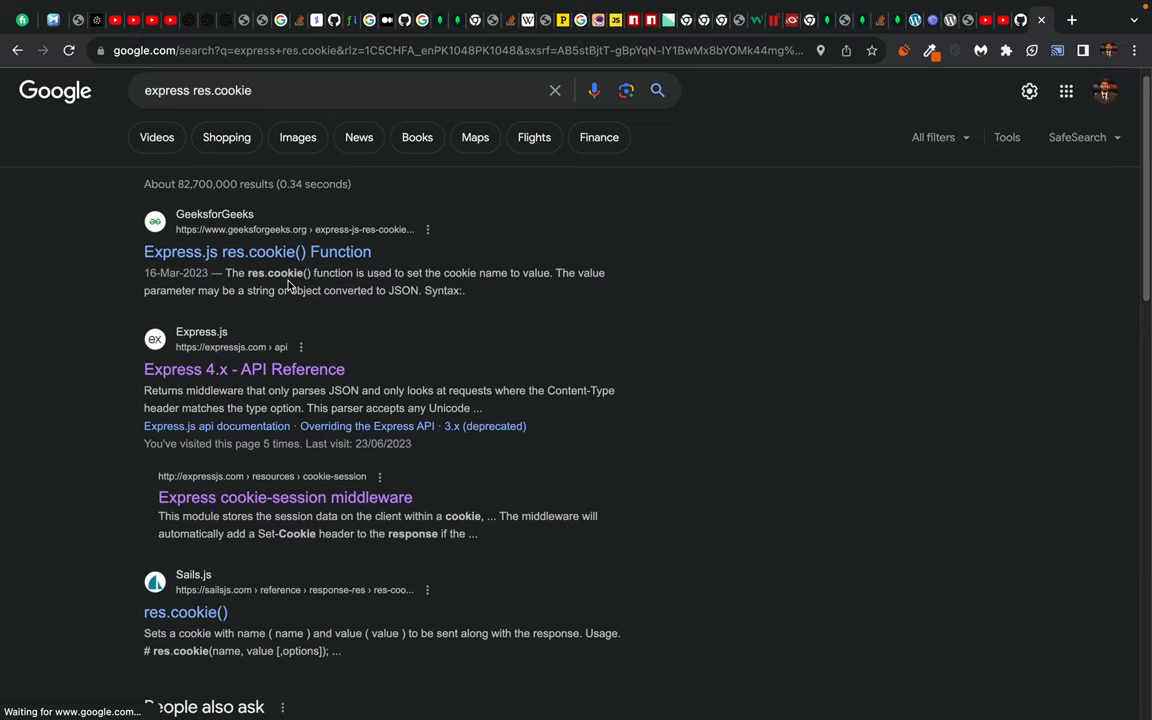 google.com/search?q=express+res.cookie&rlz=1C5CHFA_enPK1048PK1048&sxsrf=AB5stBjtT-gBpYqN-IY1BwMx8bYOMk44mg%...
Google
express res.cookie
Videos
Shopping
Images
News
Books
Maps
Flights
Finance
All filters
Tools
SafeSearch
About 82,700,000 results (0.34 seconds)
GeeksforGeeks
https://www.geeksforgeeks.org › express-js-res-cookie...
Express.js res.cookie() Function
16-Mar-2023 — The res.cookie() function is used to set the cookie name to value. The value
parameter may be a string or object converted to JSON. Syntax:.
ex
Express.js
https://expressjs.com › api
Express 4.x - API Reference
Returns middleware that only parses JSON and only looks at requests where the Content-Type
header matches the type option. This parser accepts any Unicode ...
Express.js api documentation · Overriding the Express API · 3.x (deprecated)
You've visited this page 5 times. Last visit: 23/06/2023
http://expressjs.com › resources › cookie-session
Express cookie-session middleware
This module stores the session data on the client within a cookie, ... The middleware will
automatically add a Set-Cookie header to the response if the ...
Sails.js
https://sailsjs.com › reference › response-res › res-coo...
res.cookie()
Sets a cookie with name ( name ) and value ( value ) to be sent along with the response. Usage.
# res.cookie(name, value [,options]); ...
People also ask
Waiting for www.google.com...